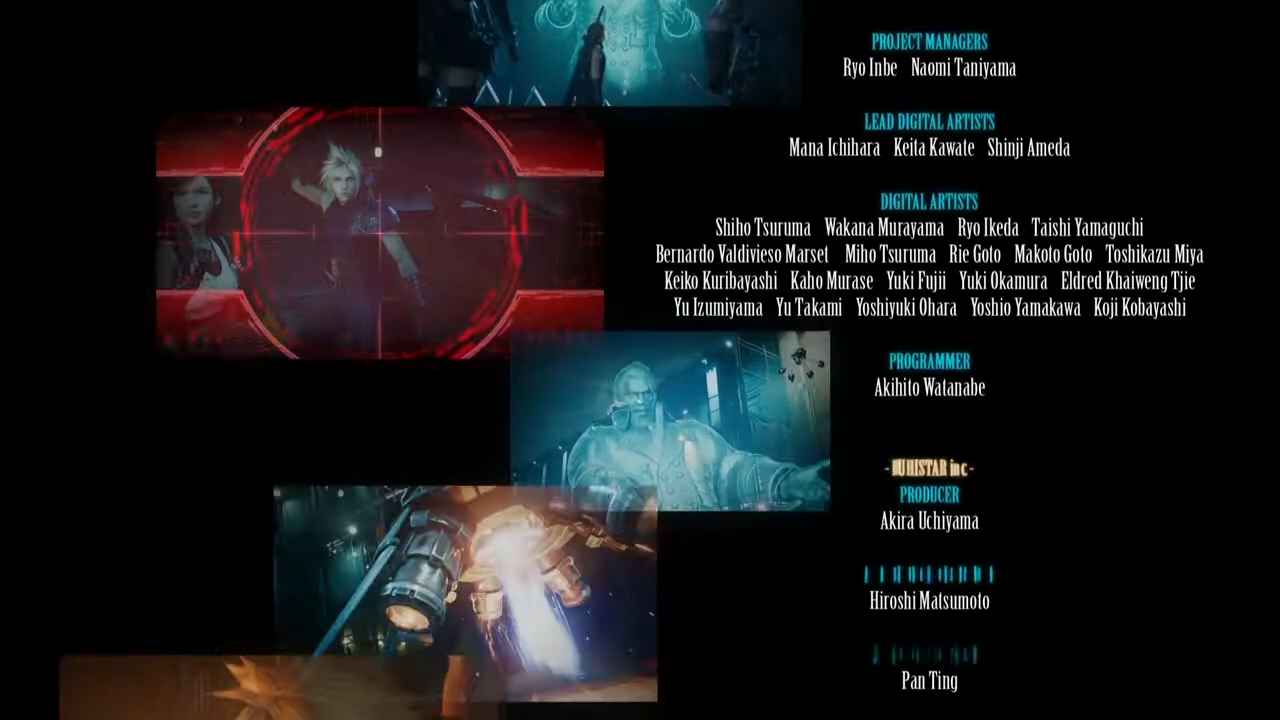 PROJECT MANAGERS
Ryo Inbe Naomi Taniyama
LEAD DIGITAL ARTISTS
Mana Ichihara Keita Kawate Shinji Ameda
DIGITAL ARTISTS
Shiho Tsuruma Wakana Murayama Ryo Ikeda Taishi Yamaguchi
Bernardo Valdivieso Marset Miho Tsuruma Rie Goto Makoto Goto Toshikazu Miya
Keiko Kuribayashi Kaho Murase Yuki Fujii Yuki Okamura Eldred Khaiweng Tjie
Yu Izumiyama Yu Takami Yoshiyuki Ohara Yoshio Yamakawa Koji Kobayashi
PROGRAMMER
Akihito Watanabe
inc -
PRODUCER
Akira Uchiyama
Hiroshi Matsumoto
Pan Ting